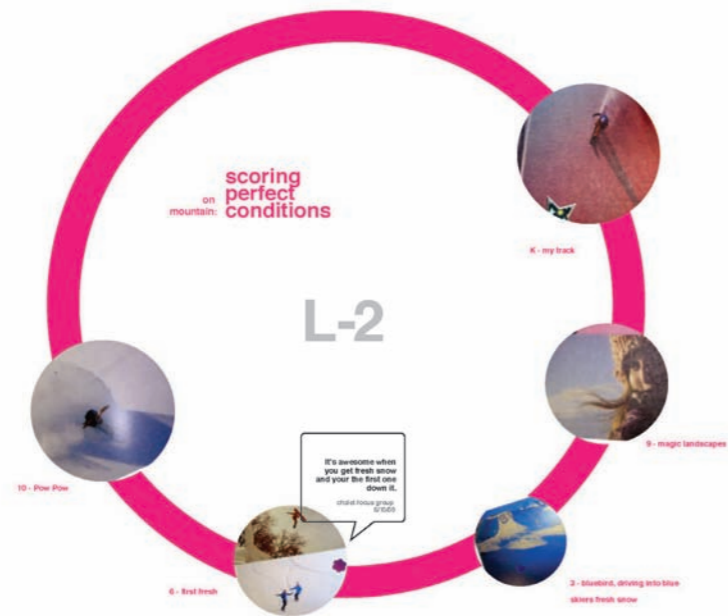 on
mountain:
scoring
perfect
conditions
K - my track
L-2
9 - magic landscapes
It's awesome when
you get fresh snow
and your the first one
down it.
chalst focus group
10 - Pow Pow
6 - first fresh
3 - bluebird, driving into blue
skiers fresh snow